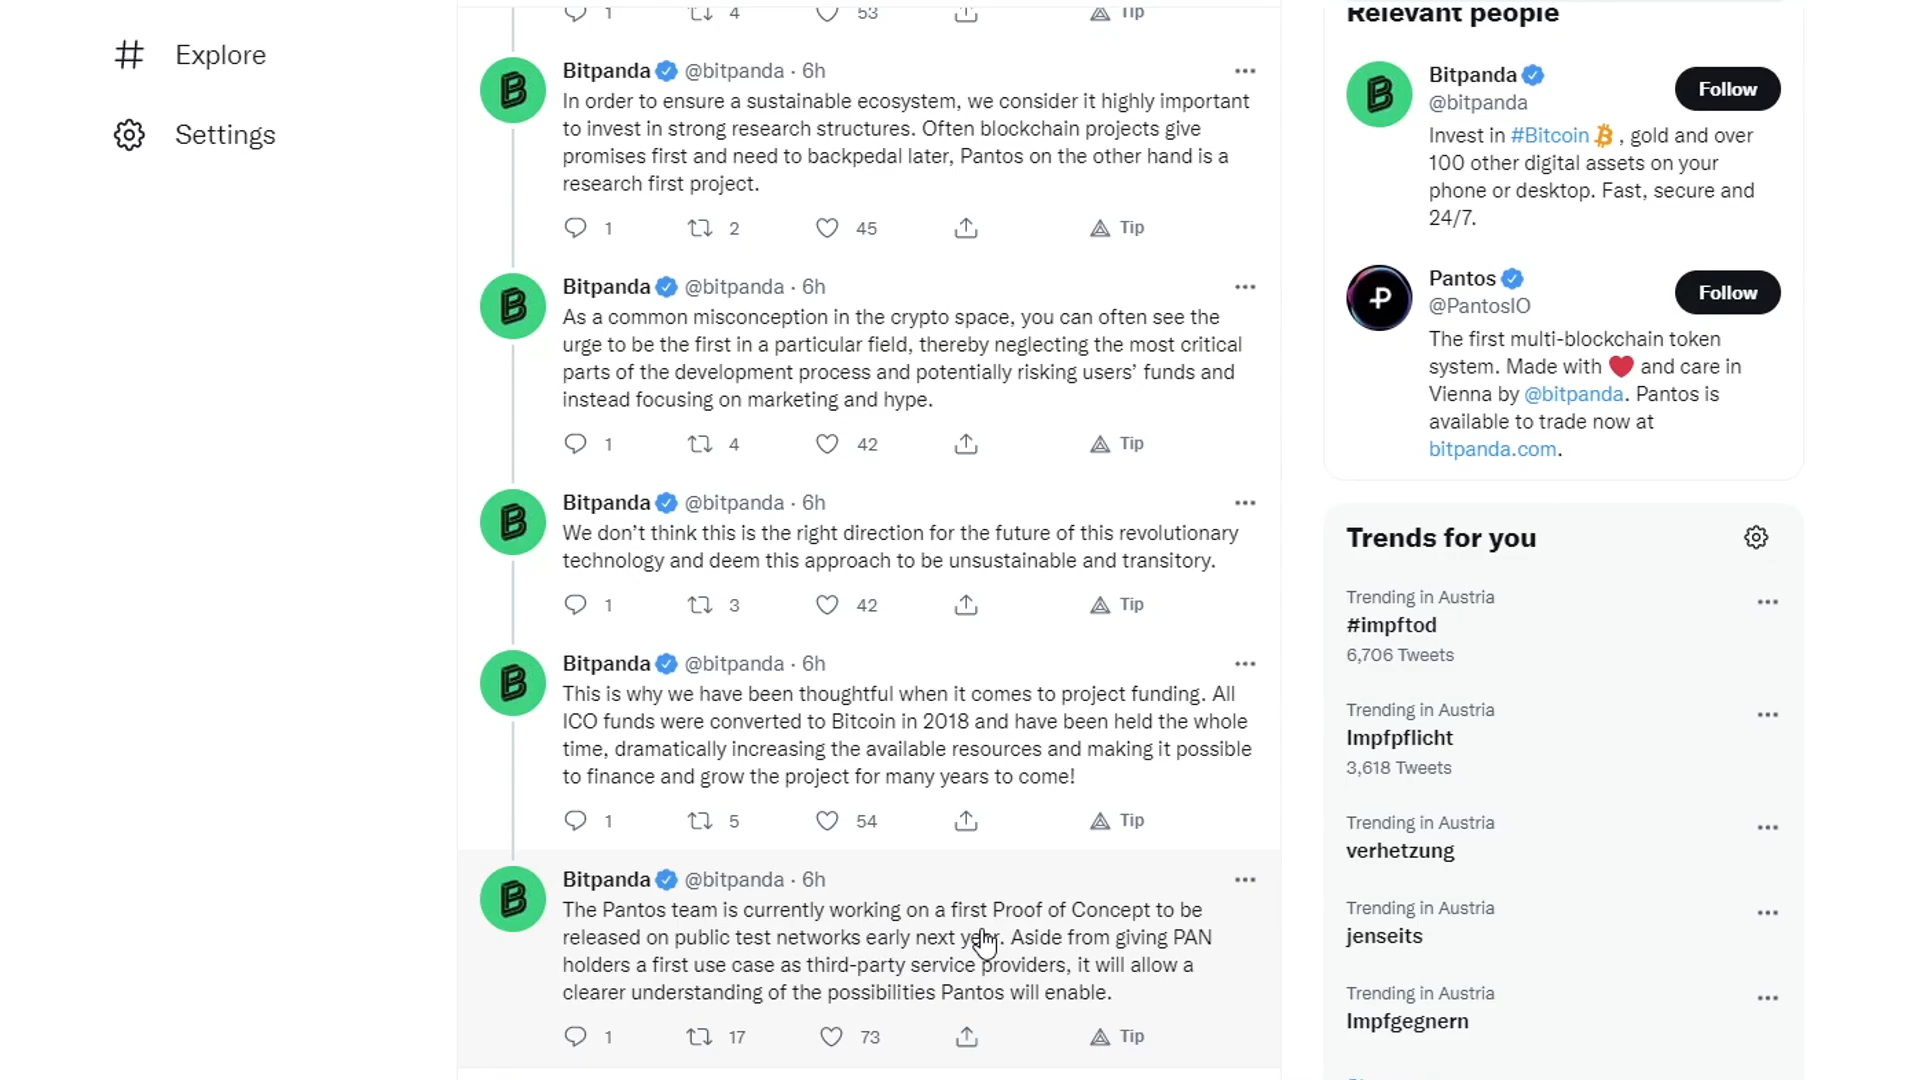 Explore
Settings
1 4 53 Tip
Bitpanda @bitpanda · 6h
In order to ensure a sustainable ecosystem, we consider it highly important
to invest in strong research structures. Often blockchain projects give
promises first and need to backpedal later, Pantos on the other hand is a
research first project.
1 2 45 Tip
Bitpanda @bitpanda · 6h
As a common misconception in the crypto space, you can often see the
urge to be the first in a particular field, thereby neglecting the most critical
parts of the development process and potentially risking users’ funds and
instead focusing on marketing and hype.
1 4 42 Tip
Bitpanda @bitpanda · 6h
We don’t think this is the right direction for the future of this revolutionary
technology and deem this approach to be unsustainable and transitory.
1 3 42 Tip
Bitpanda @bitpanda · 6h
This is why we have been thoughtful when it comes to project funding. All
ICO funds were converted to Bitcoin in 2018 and have been held the whole
time, dramatically increasing the available resources and making it possible
to finance and grow the project for many years to come!
1 5 54 Tip
Bitpanda @bitpanda · 6h
The Pantos team is currently working on a first Proof of Concept to be
released on public test networks early next year. Aside from giving PAN
holders a first use case as third-party service providers, it will allow a
clearer understanding of the possibilities Pantos will enable.
1 17 73 Tip
Relevant people
Bitpanda
@bitpanda
Follow
Invest in #Bitcoin , gold and over
100 other digital assets on your
phone or desktop. Fast, secure and
24/7.
Pantos
@PantosIO
Follow
The first multi-blockchain token
system. Made with ❤ and care in
Vienna by @bitpanda. Pantos is
available to trade now at
bitpanda.com.
Trends for you
Trending in Austria
#impftod
6,706 Tweets
Trending in Austria
Impfpflicht
3,618 Tweets
Trending in Austria
verhetzung
Trending in Austria
jenseits
Trending in Austria
Impfgegnern